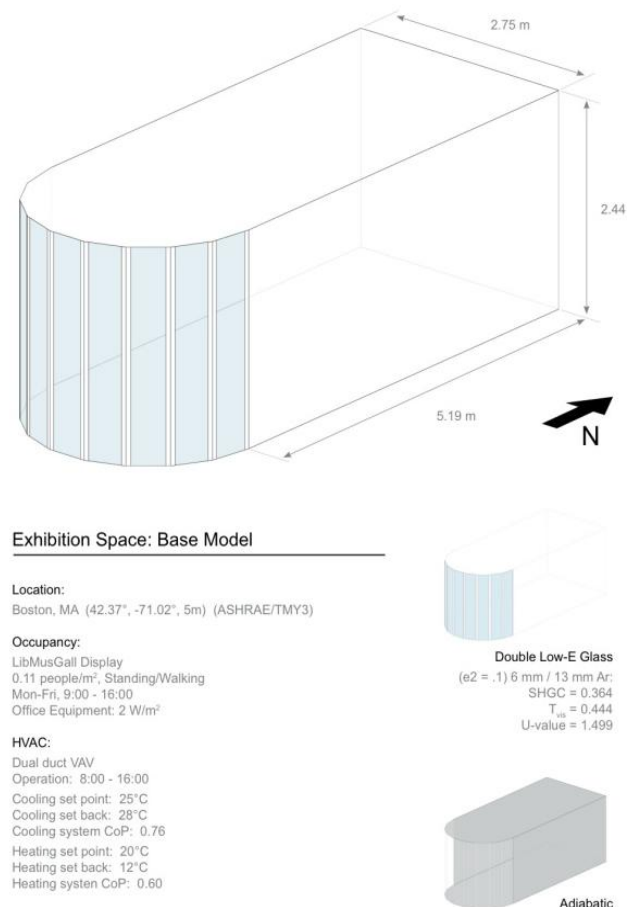 2.75 m
2.44
5.19 m
N
Exhibition Space: Base Model
Location:
Boston, MA (42.37°, -71.02°, 5m) (ASHRAE/TMY3)
Occupancy:
LibMusGall Display
0.11 people/m², Standing/Walking
Mon-Fri, 9:00 - 16:00
Office Equipment: 2 W/m²
HVAC:
Dual duct VAV
Operation: 8:00 - 16:00
Cooling set point: 25°C
Cooling set back: 28°C
Cooling system CoP: 0.76
Heating set point: 20°C
Heating set back: 12°C
Heating systen CoP: 0.60
Double Low-E Glass
(e2 = .1) 6 mm / 13 mm Ar:
SHGC = 0.364
Tvis = 0.444
U-value = 1.499
Adiabatic